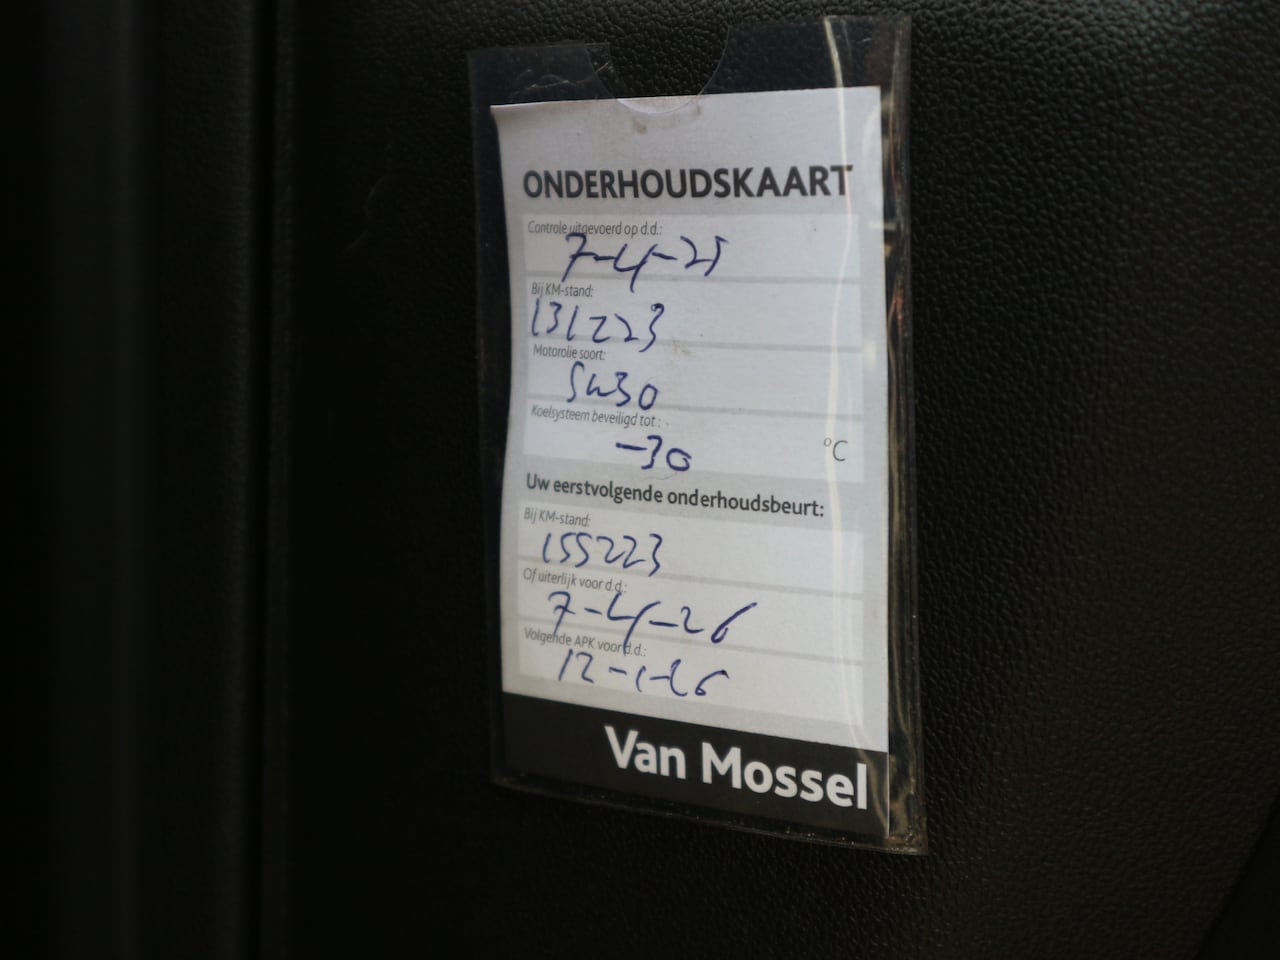 ONDERHOUDSKAART
Controle uitgevoerd op d.d.:
7-4-25
Bij KM-stand:
131223
Motorolie soort:
5w30
Koelsysteem beveiligd tot :
-30 °C
Uw eerstvolgende onderhoudsbeurt:
Bij KM-stand:
155223
Of uiterlijk voor d.d.:
7-4-26
Volgende APK voor d.d.:
12-1-26
Van Mossel